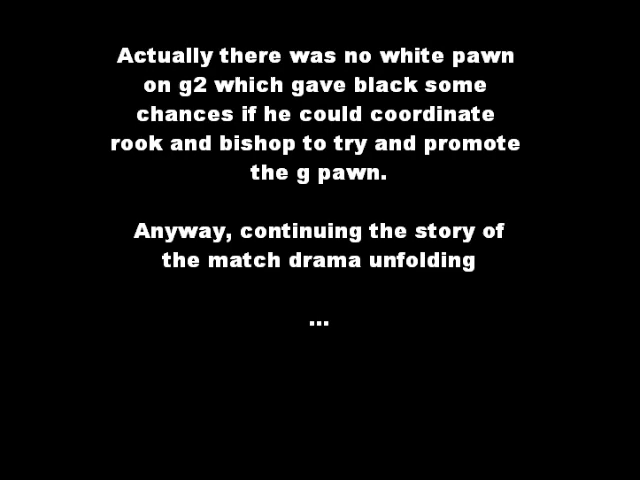 Actually there was no white pawn
on g2 which gave black some
chances if he could coordinate
rook and bishop to try and promote
the g pawn.
Anyway, continuing the story of
the match drama unfolding
...